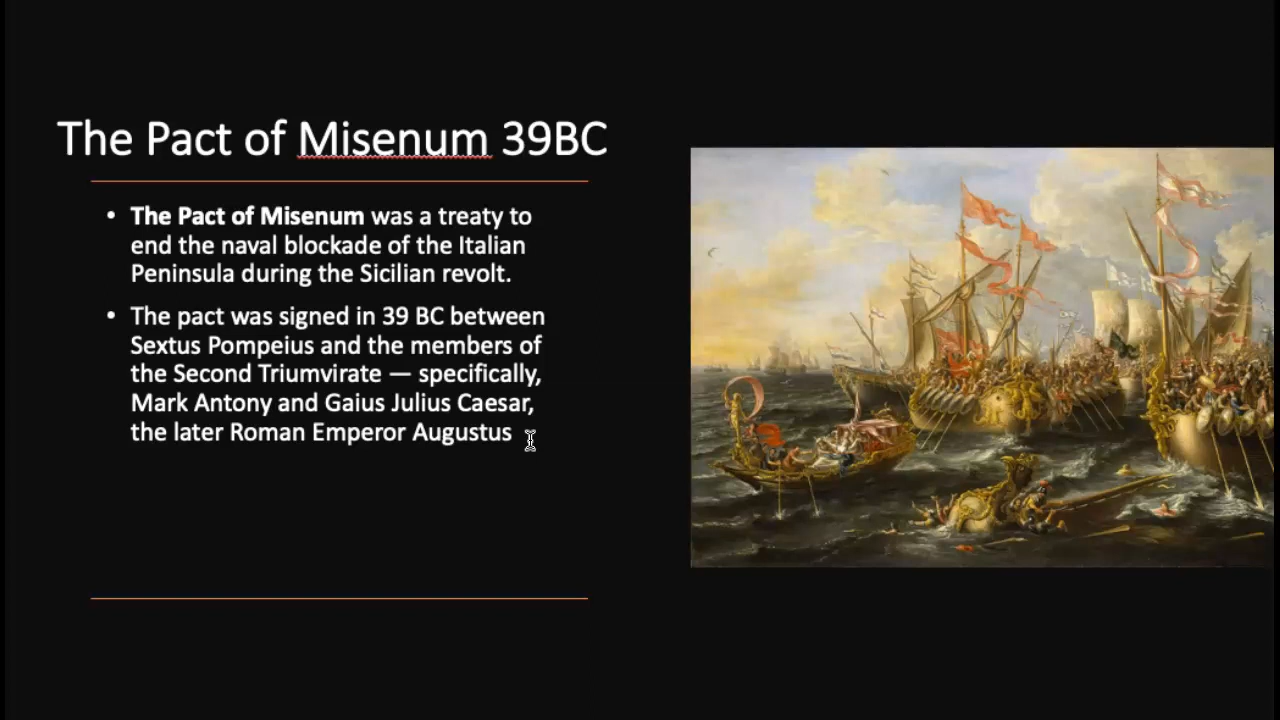 The Pact of Misenum 39BC
• The Pact of Misenum was a treaty to
end the naval blockade of the Italian
Peninsula during the Sicilian revolt.
• The pact was signed in 39 BC between
Sextus Pompeius and the members of
the Second Triumvirate — specifically,
Mark Antony and Gaius Julius Caesar,
the later Roman Emperor Augustus